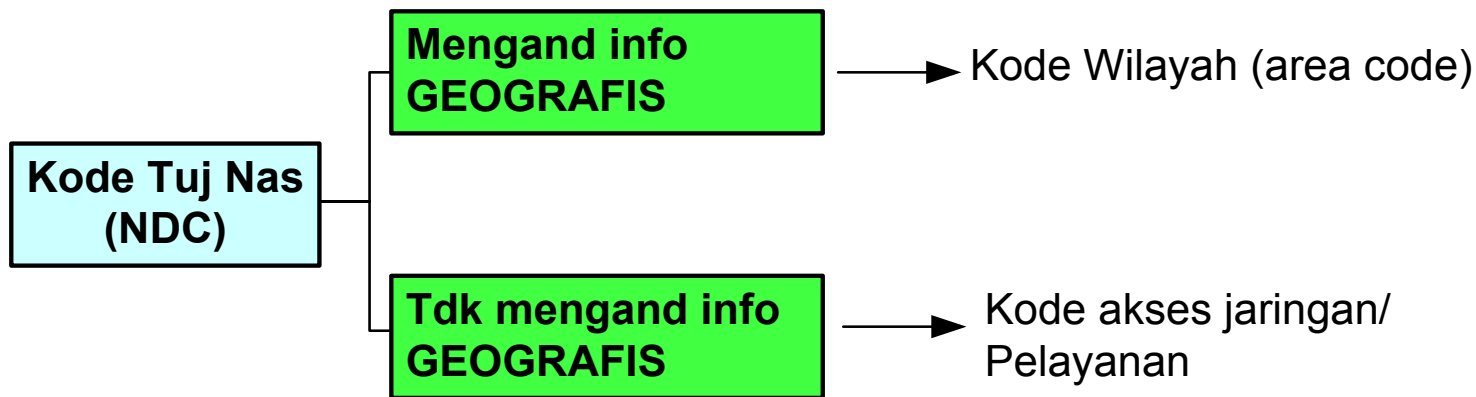 Mengand info
GEOGRAFIS
Kode Wilayah (area code)
Kode Tuj Nas
(NDC)
Tdk mengand info
GEOGRAFIS
Kode akses jaringan/
Pelayanan